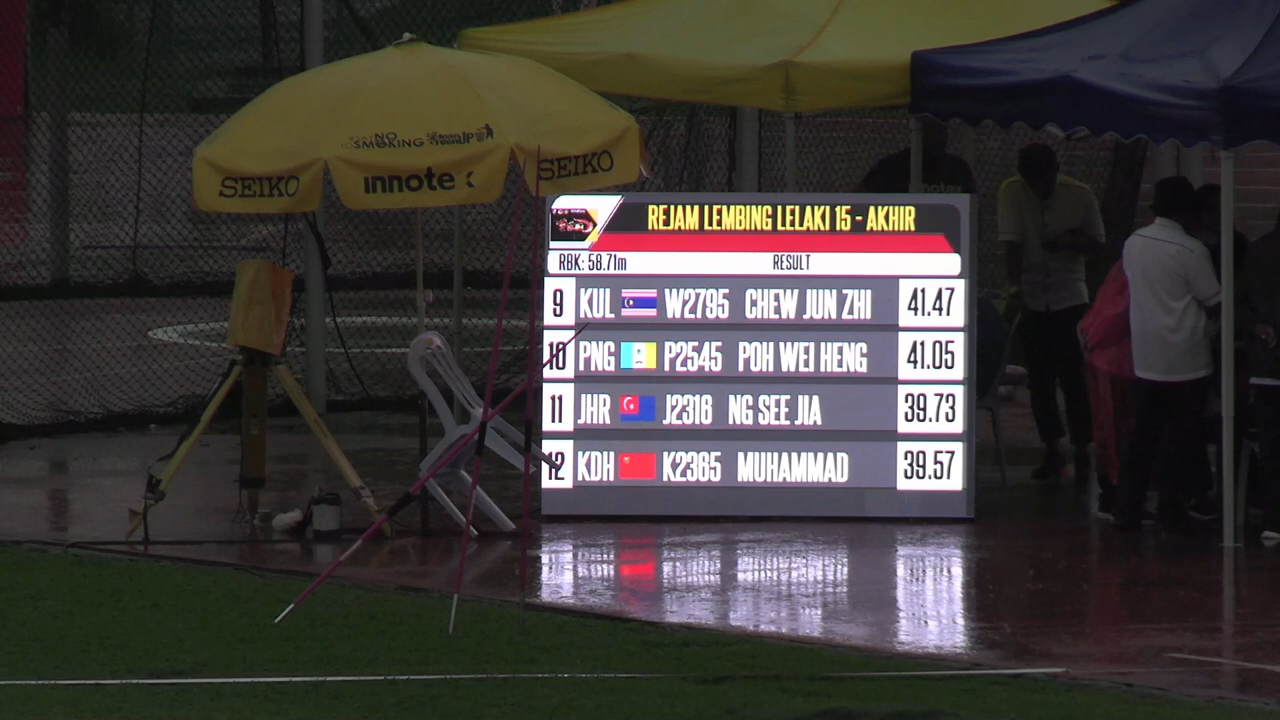 NO
SMOKING
SEIKO
innote
SEIKO
REJAM LEMBING LELAKI 15 - AKHIR
RBK: 58.71m RESULT
9 KUL W2795 CHEW JUN ZHI 41.47
10 PNG P2545 POH WEI HENG 41.05
11 JHR J2316 NG SEE JIA 39.73
12 KDH K2365 MUHAMMAD 39.57